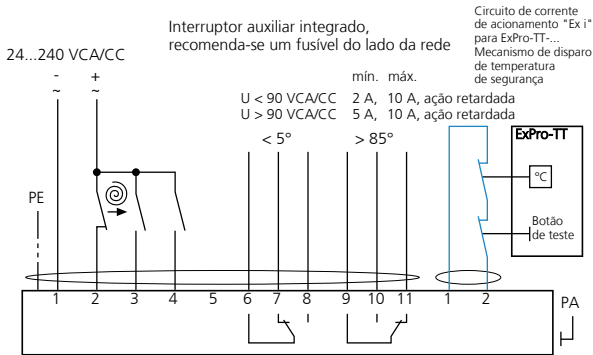 Circuito de corrente
de acionamento "Ex i"
para ExPro-TT-...
Mecanismo de disparo
de temperatura
de segurança
Interruptor auxiliar integrado,
recomenda-se um fusível do lado da rede
24...240 VCA/CC
- +
~ ~
mín. máx.
U < 90 VCA/CC 2 A, 10 A, ação retardada
U > 90 VCA/CC 5 A, 10 A, ação retardada
< 5° > 85°
ExPro-TT
°C
Botão
de teste
PE
1 2 3 4 5 6 7 8 9 10 11 1 2
PA